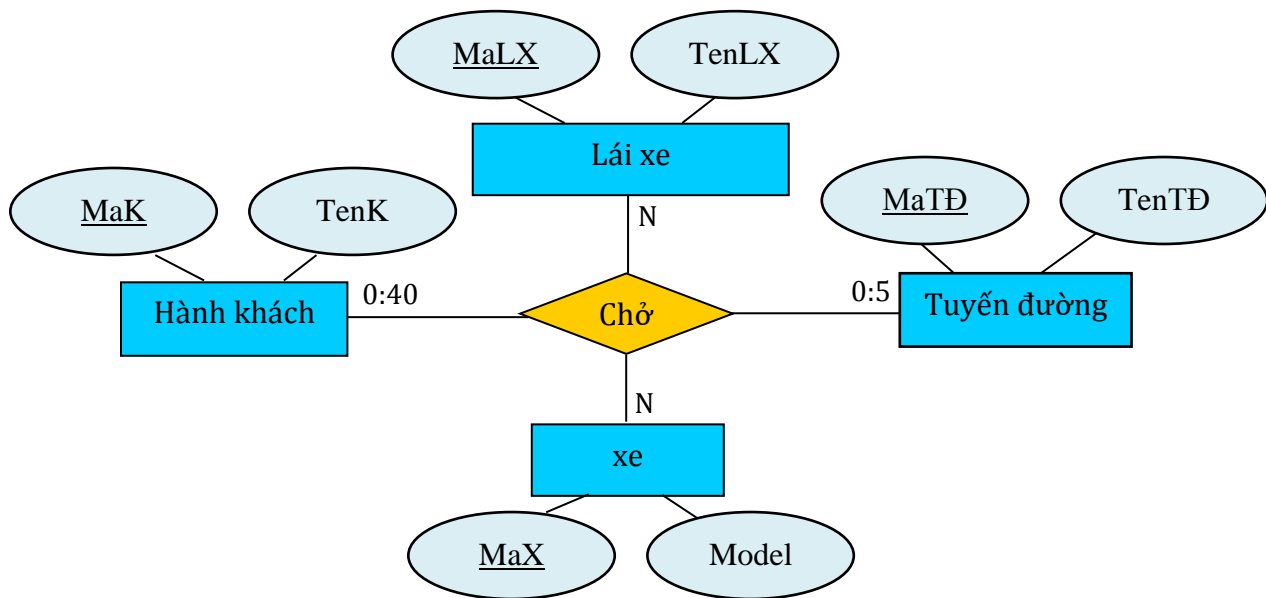 MaLX
TenLX
Lái xe
MaK
TenK
MaTĐ
TenTĐ
N
Hành khách
0:40
Chở
0:5
Tuyến đường
N
xe
MaX
Model